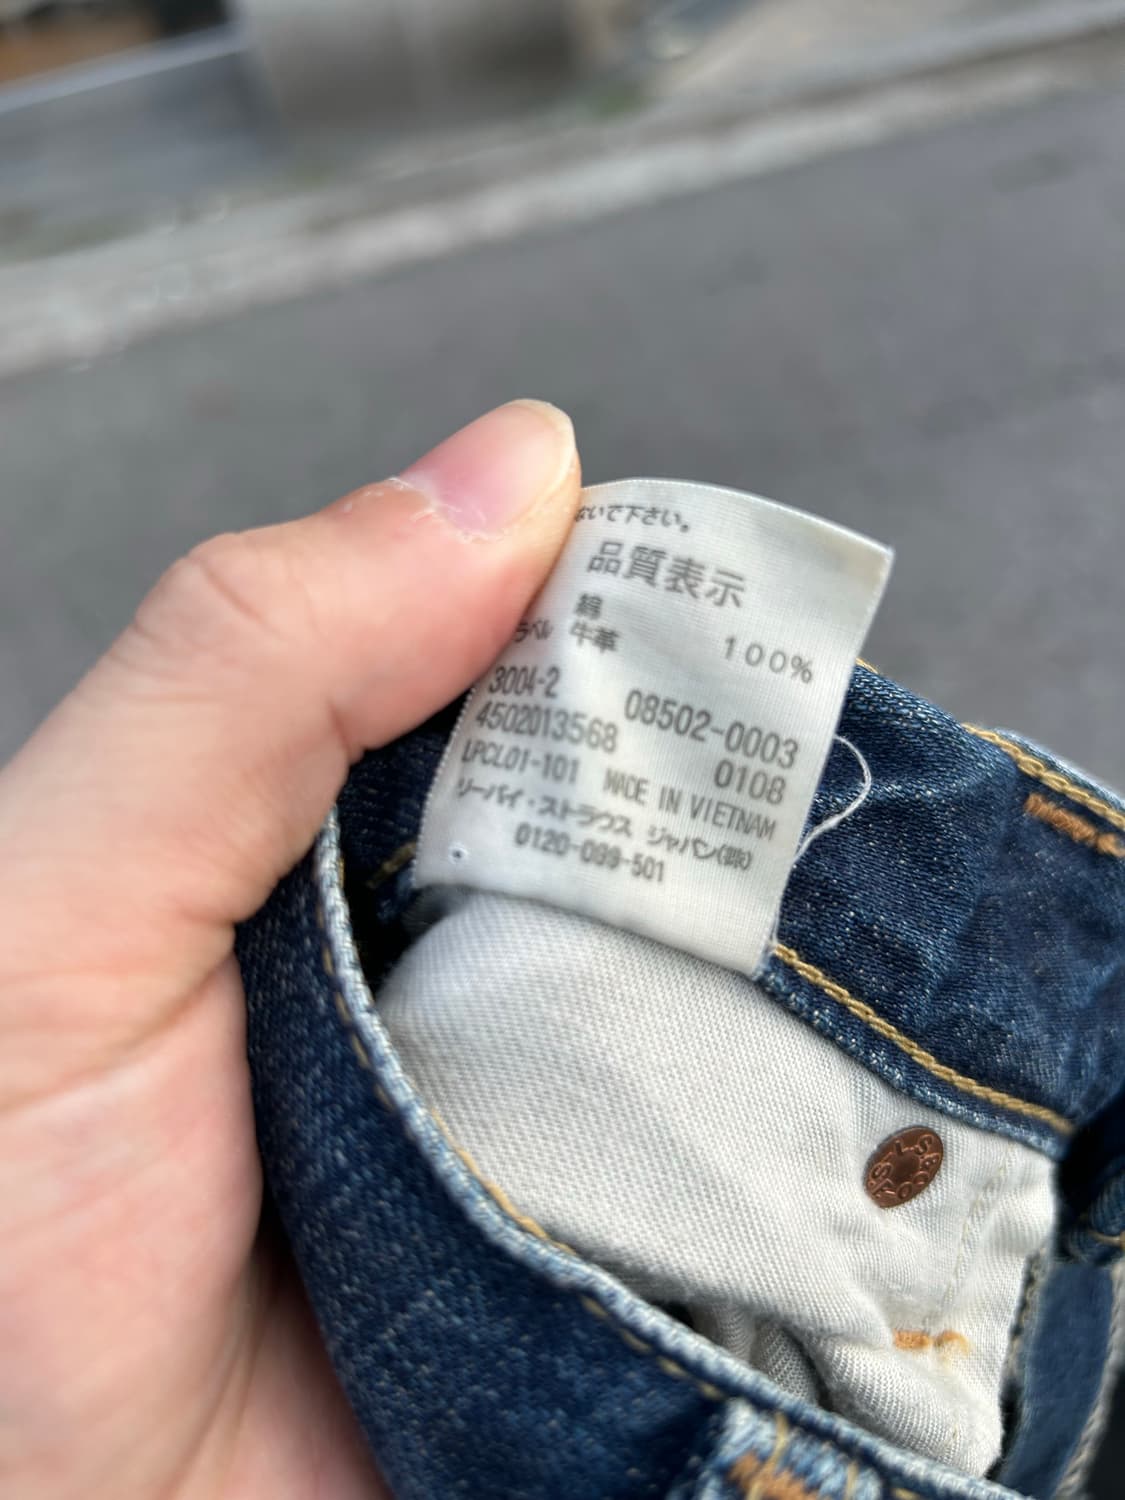 ないで下さい。
品質表示
綿 100%
ラベル 牛革
3004-2 08502-0003
4502013568 0108
LPCL01-101 MADE IN VIETNAM
リーバイ・ストラウス ジャパン(株)
0120-099-501
LS&CO